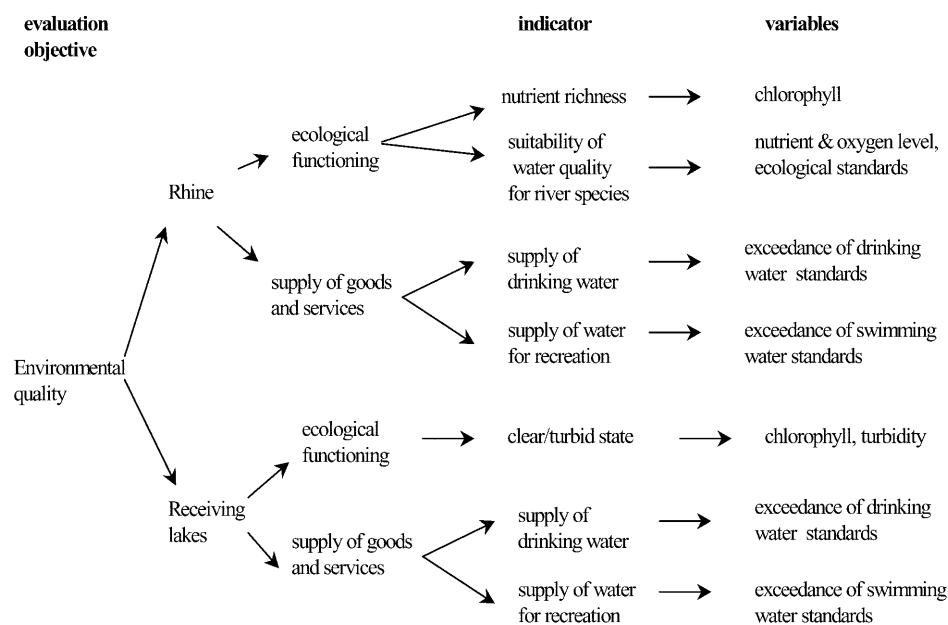 evaluation
objective
indicator
variables
nutrient richness
chlorophyll
ecological
functioning
suitability of
water quality
for river species
nutrient & oxygen level,
ecological standards
Rhine
supply of goods
and services
supply of
drinking water
exceedance of drinking
water standards
supply of water
for recreation
exceedance of swimming
water standards
Environmental
quality
ecological
functioning
clear/turbid state
chlorophyll, turbidity
Receiving
lakes
supply of goods
and services
supply of
drinking water
exceedance of drinking
water standards
supply of water
for recreation
exceedance of swimming
water standards